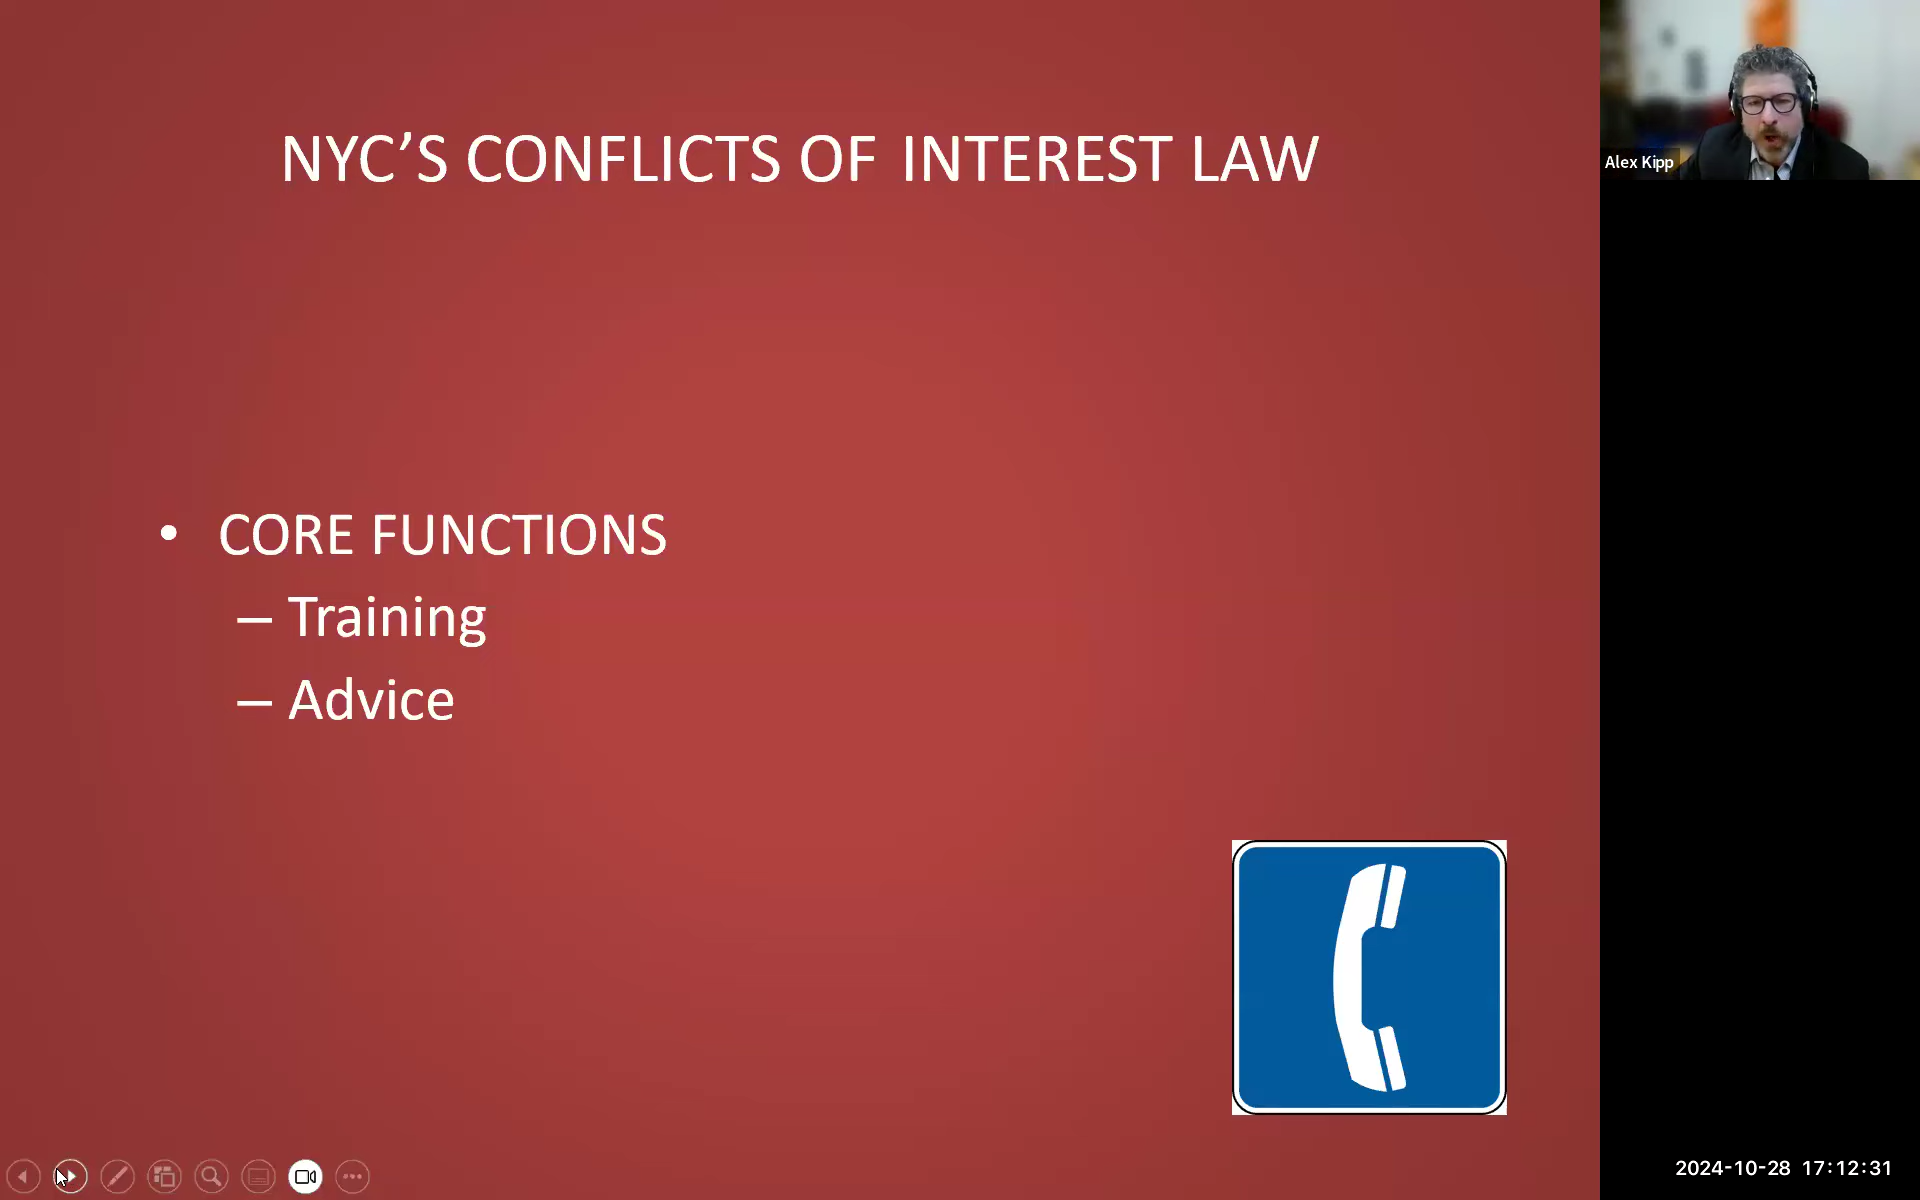 NYC’S CONFLICTS OF INTEREST LAW
Alex Kipp
• CORE FUNCTIONS
– Training
– Advice
2024-10-28 17:12:31